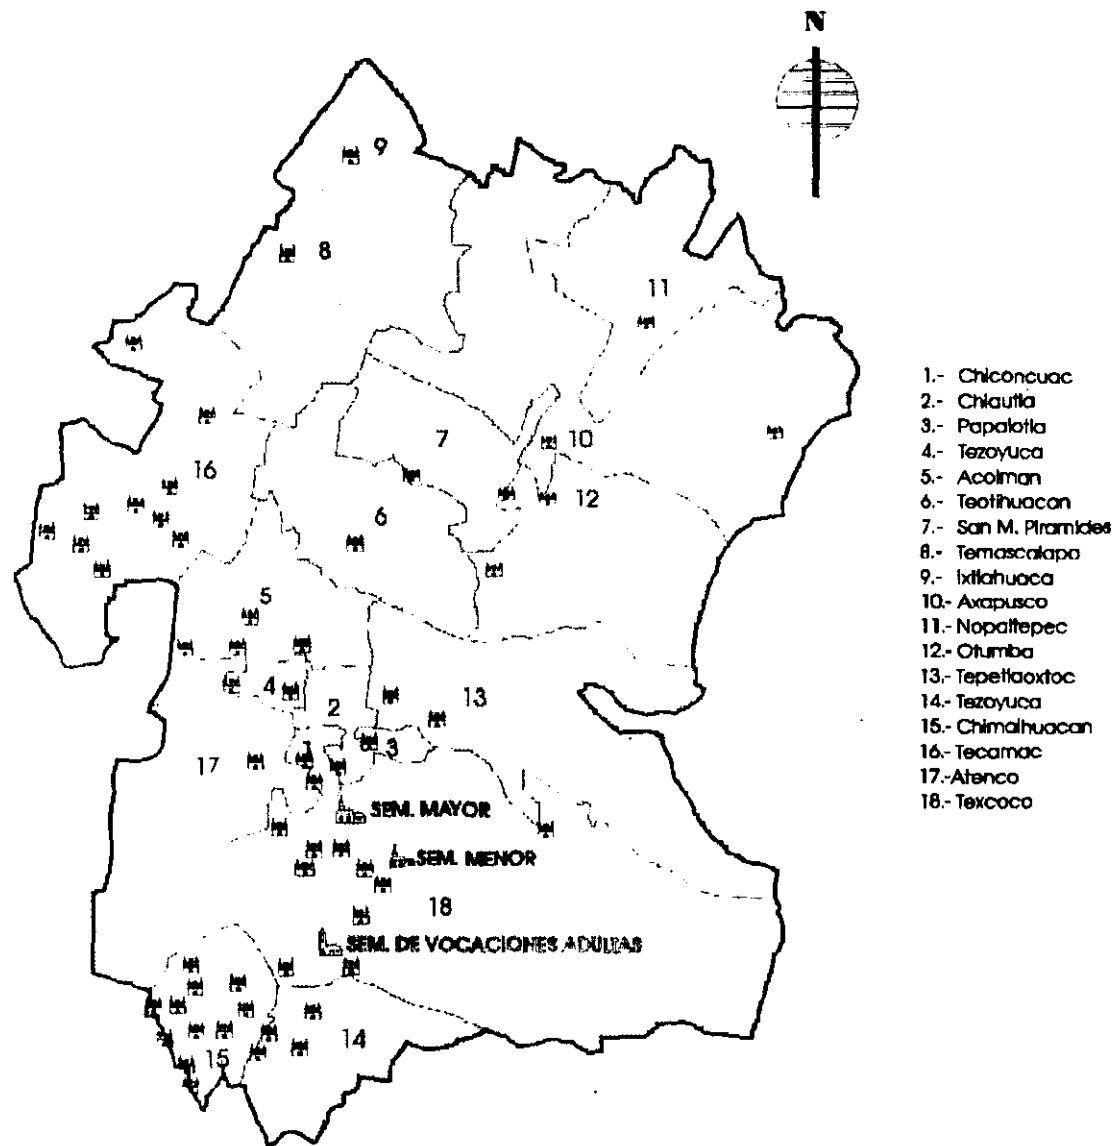 N
9
8
11
10
7
16
12
6
5
4
13
2
1
3
17
SEM. MAYOR
SEM. MENOR
18
SEM. DE VOCACIONES ADULTAS
14
15
1.- Chiconcuac
2.- Chiautla
3.- Papalotla
4.- Tezoyuca
5.- Acolman
6.- Teotihuacan
7.- San M. Piramides
8.- Temascalapa
9.- Ixtlahuaca
10.- Axapusco
11.- Nopaltepec
12.- Otumba
13.- Tepetlaoxtoc
14.- Tezoyuca
15.- Chimalhuacan
16.- Tecamac
17.-Atenco
18.- Texcoco